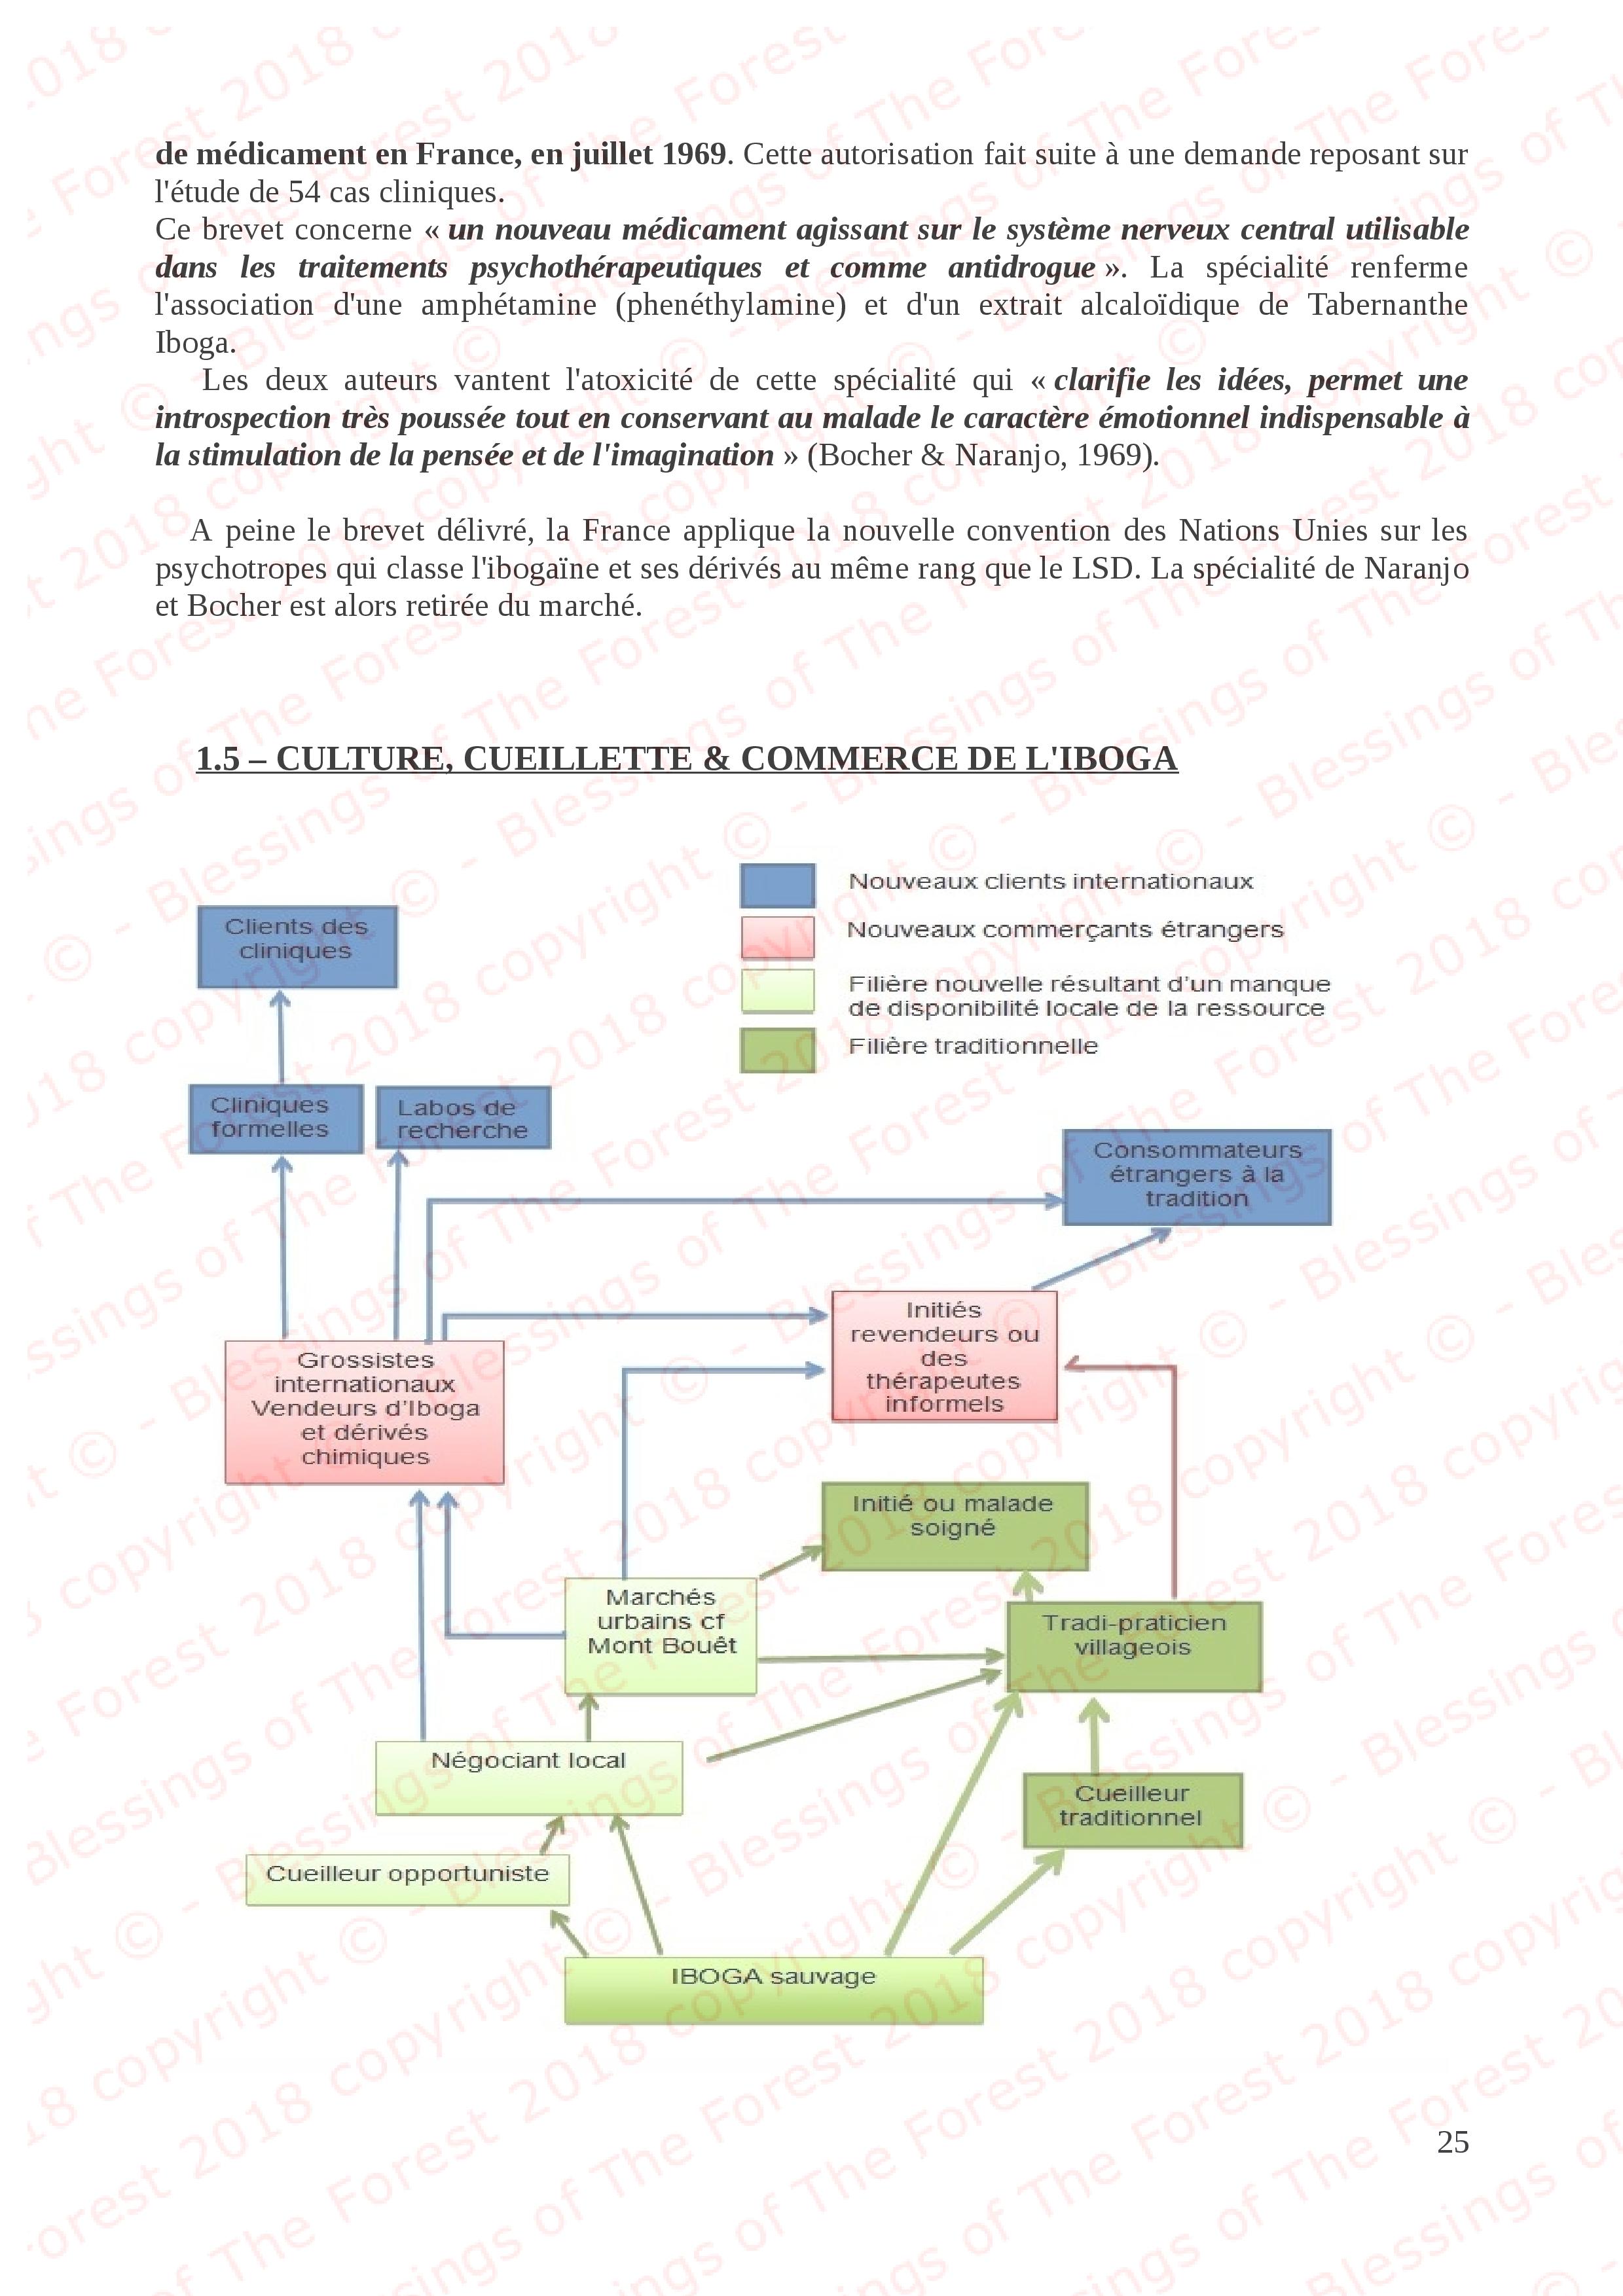 de médicament en France, en juillet 1969. Cette autorisation fait suite à une demande reposant sur
l'étude de 54 cas cliniques.
Ce brevet concerne « un nouveau médicament agissant sur le système nerveux central utilisable
dans les traitements psychothérapeutiques et comme antidrogue ». La spécialité renferme
l'association d'une amphétamine (phenéthylamine) et d'un extrait alcaloïdique de Tabernanthe
Iboga.
Les deux auteurs vantent l'atoxicité de cette spécialité qui « clarifie les idées, permet une
introspection très poussée tout en conservant au malade le caractère émotionnel indispensable à
la stimulation de la pensée et de l'imagination » (Bocher & Naranjo, 1969).
A peine le brevet délivré, la France applique la nouvelle convention des Nations Unies sur les
psychotropes qui classe l'ibogaïne et ses dérivés au même rang que le LSD. La spécialité de Naranjo
et Bocher est alors retirée du marché.
1.5 – CULTURE, CUEILLETTE & COMMERCE DE L'IBOGA
Nouveaux clients internationaux
Nouveaux commerçants étrangers
Filière nouvelle résultant d'un manque
de disponibilité locale de la ressource
Filière traditionnelle
Clients des
cliniques
Cliniques
formelles
Labos de
recherche
Consommateurs
étrangers à la
tradition
Initiés
revendeurs ou
des
thérapeutes
informels
Grossistes
internationaux
Vendeurs d'Iboga
et dérivés
chimiques
Initié ou malade
soigné
Marchés
urbains cf
Mont Bouêt
Tradi-praticien
villageois
Négociant local
Cueilleur
traditionnel
Cueilleur opportuniste
IBOGA sauvage
25
Blessings of The Forest 2018 copyright © -